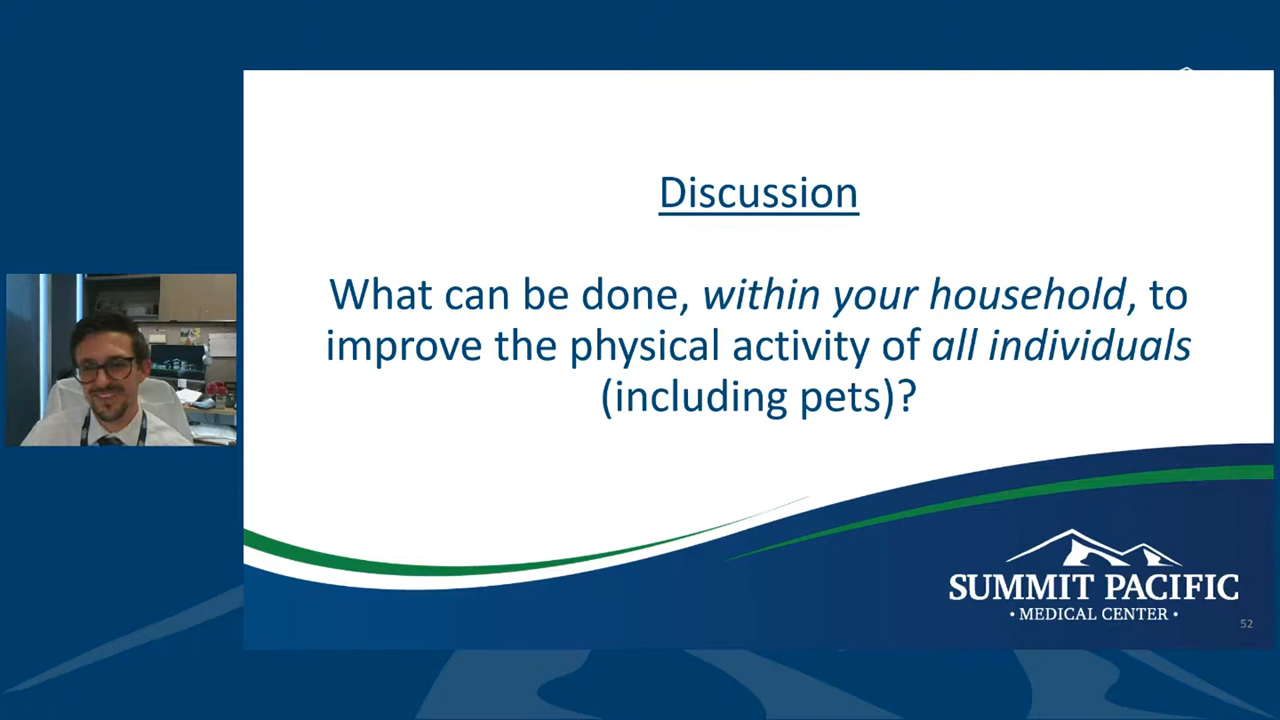 Discussion
What can be done, within your household, to
improve the physical activity of all individuals
(including pets)?
SUMMIT PACIFIC
• MEDICAL CENTER •
52